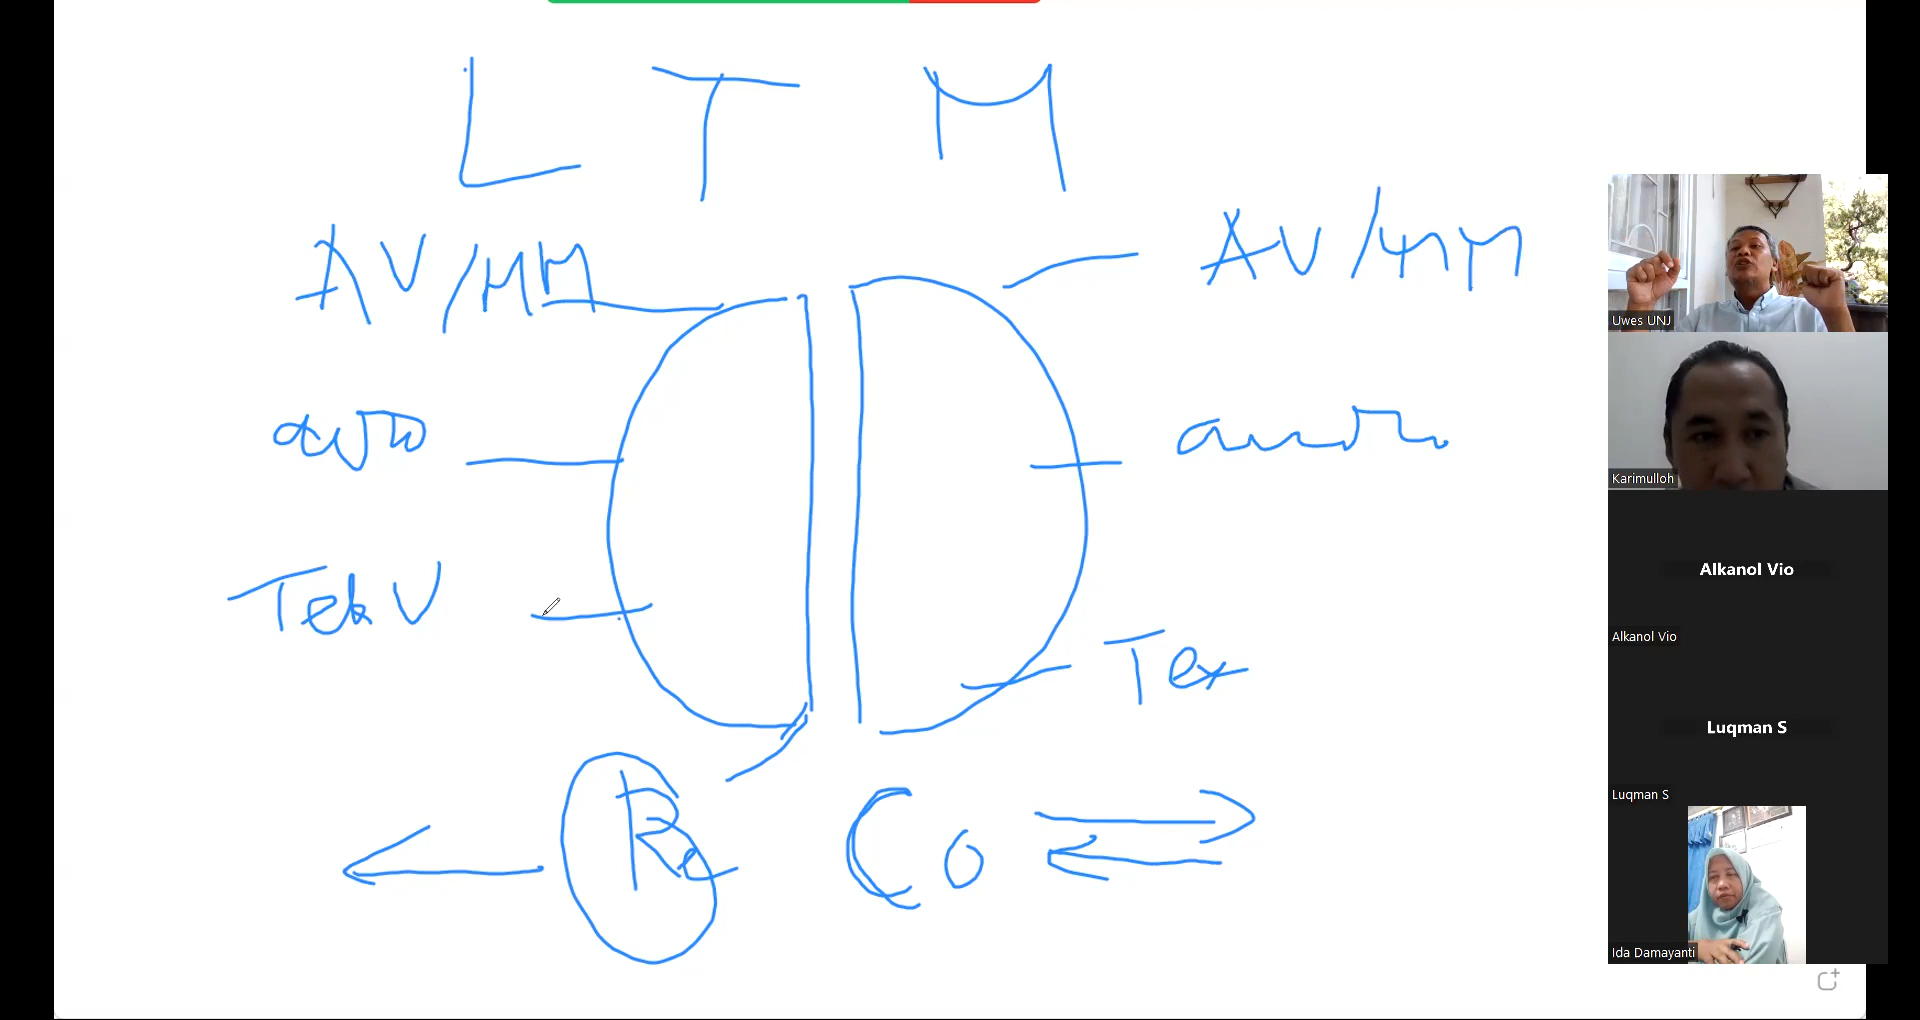 L T M
AV/MM
AV/MM
Tek V
Tex
Re Co
Uwes UNJ
Karimulloh
Alkanol Vio
Alkanol Vio
Luqman S
Luqman S
Ida Damayanti